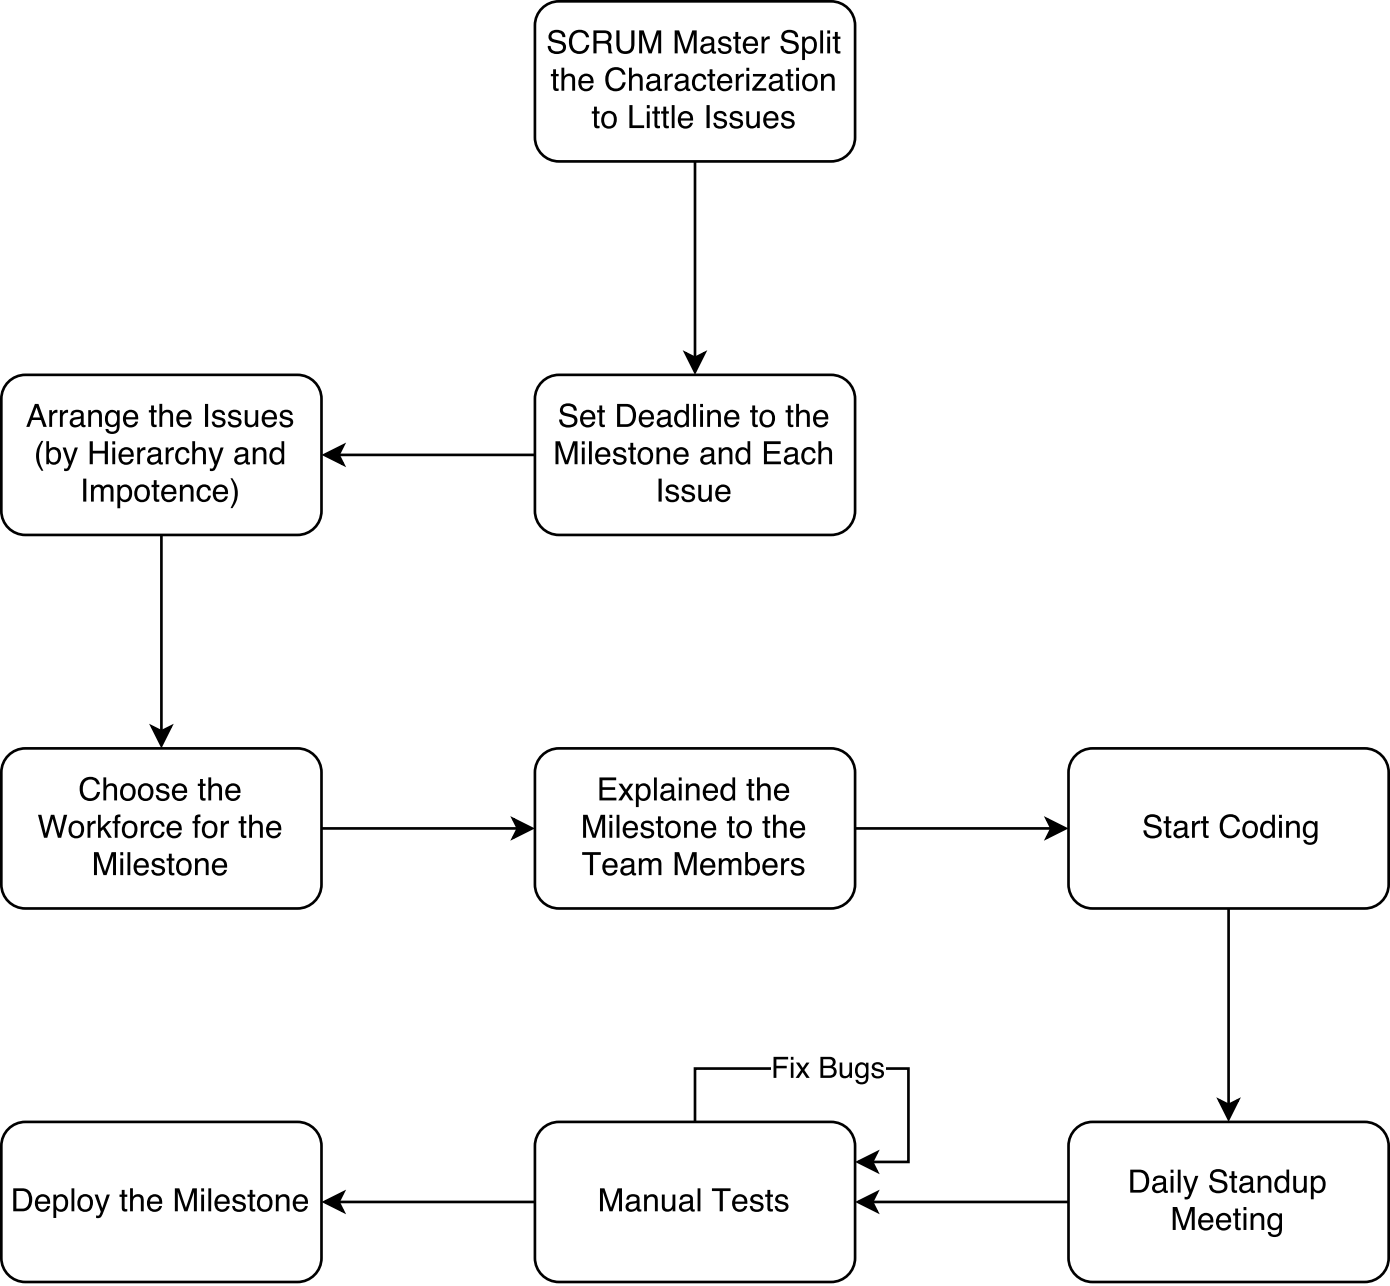 SCRUM Master Split
the Characterization
to Little Issues
Set Deadline to the
Milestone and Each
Issue
Arrange the Issues
(by Hierarchy and
Impotence)
Choose the
Workforce for the
Milestone
Explained the
Milestone to the
Team Members
Start Coding
Daily Standup
Meeting
Fix Bugs
Manual Tests
Deploy the Milestone